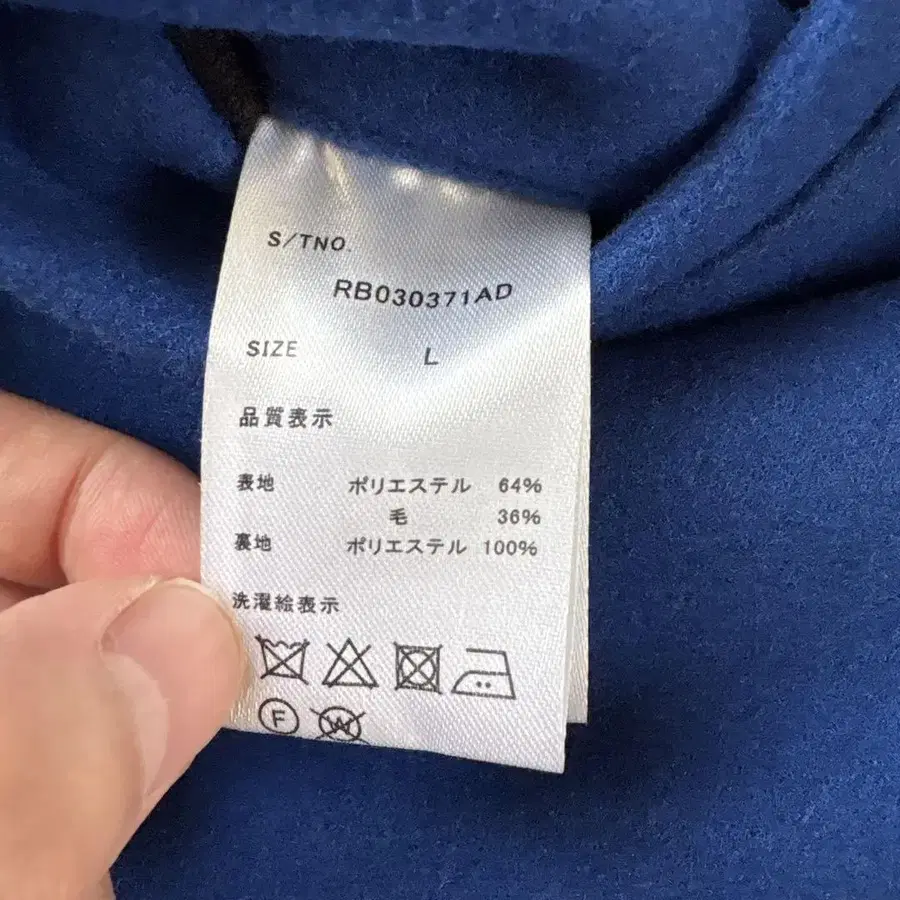 S/TNO.
RB030371AD
SIZE L
品質表示
表地 ポリエステル 64%
毛 36%
裏地 ポリエステル 100%
洗濯絵表示
F W